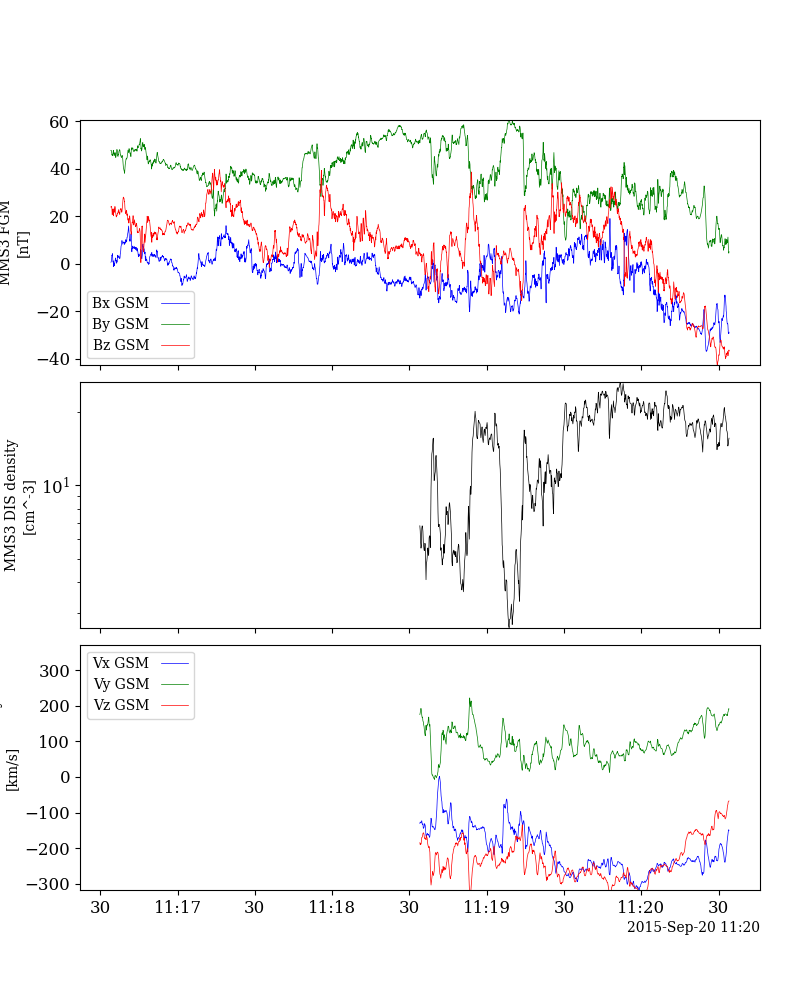 60
40
20
0
−20
−40
MMS3 FGM
[nT]
Bx GSM
By GSM
Bz GSM
10^1
MMS3 DIS density
[cm^-3]
300
200
100
0
−100
−200
−300
[km/s]
Vx GSM
Vy GSM
Vz GSM
30 11:17 30 11:18 30 11:19 30 11:20 30
2015-Sep-20 11:20